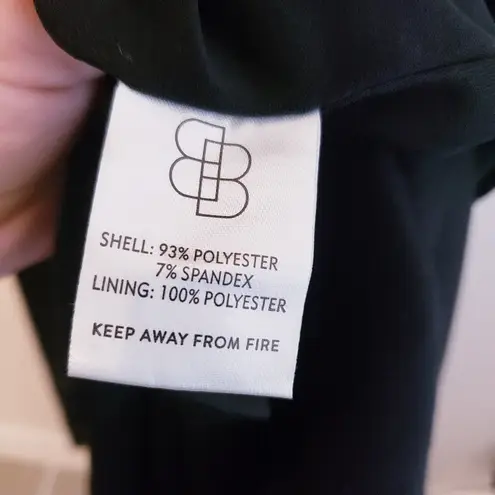 SHELL: 93% POLYESTER
7% SPANDEX
LINING: 100% POLYESTER
KEEP AWAY FROM FIRE